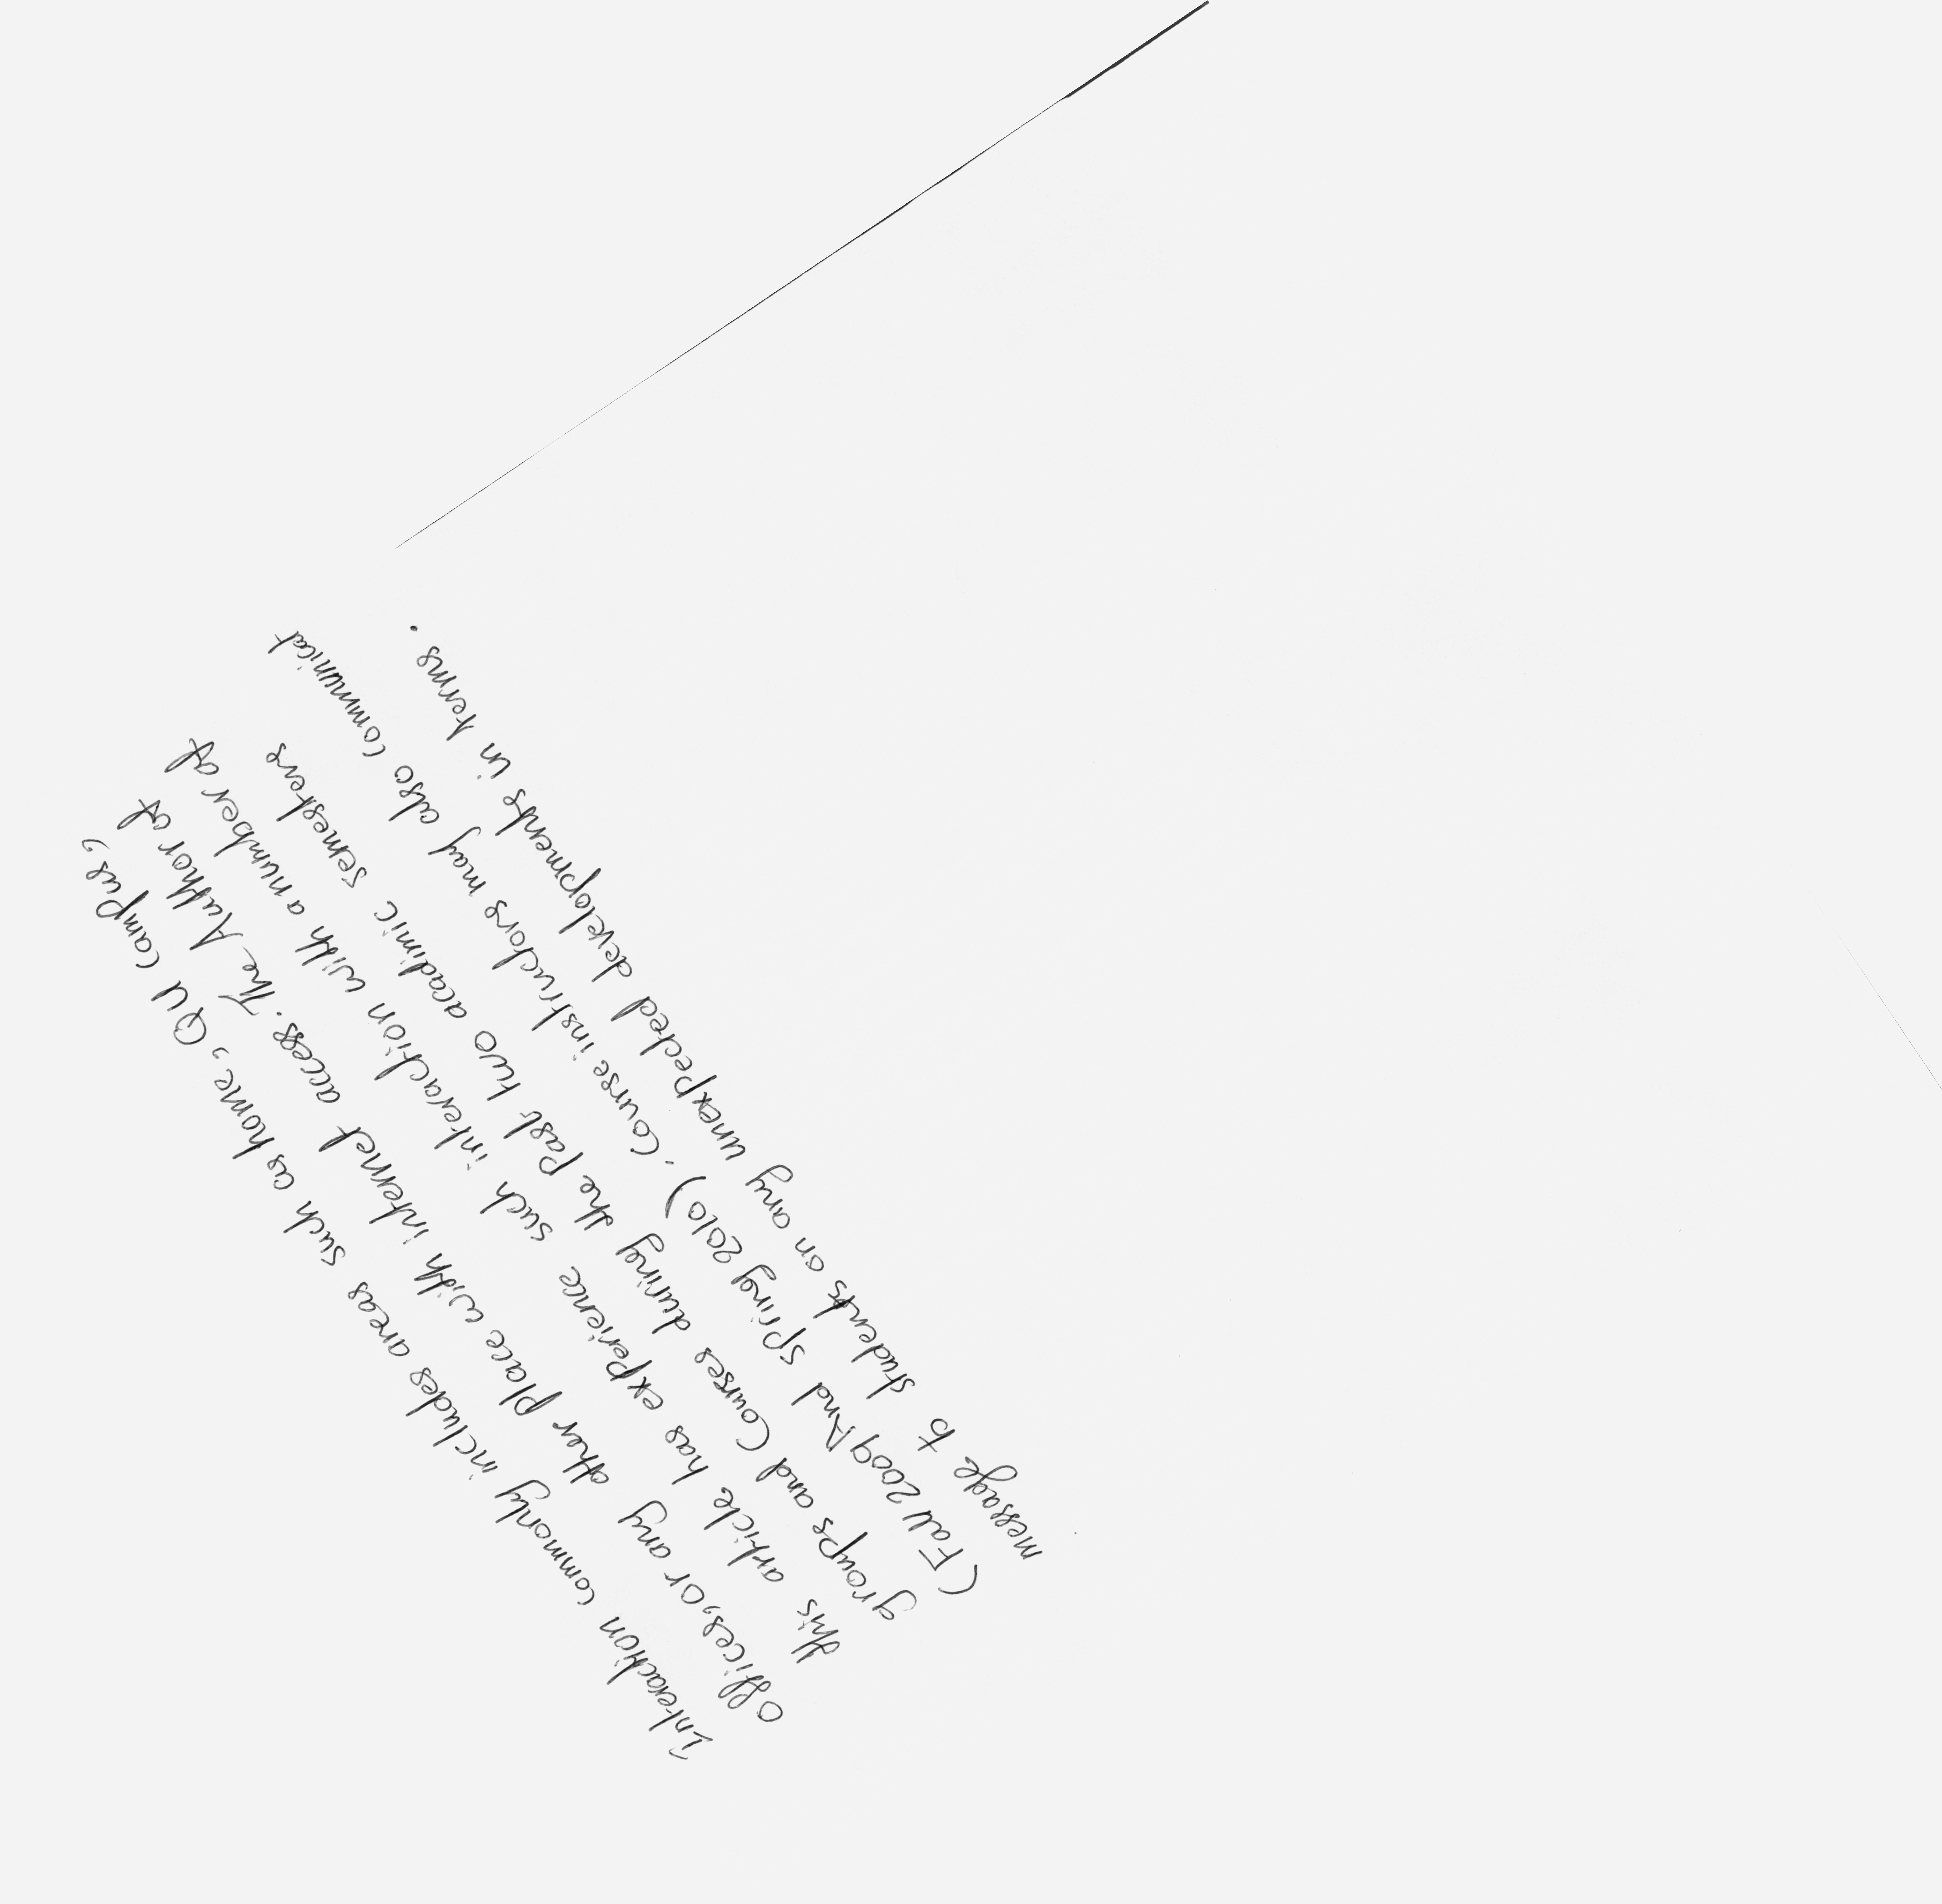 Interaction commonly includes areas such as home, QU campus,
offices, or any other place with internet access. The Author of
this article has experience such interaction with a number of
groups and Courses during the past two acedimic semesters
(Fall 2009 And spring 2010). Course instructors may also communicat
message to students on any unexpected developments in terms.